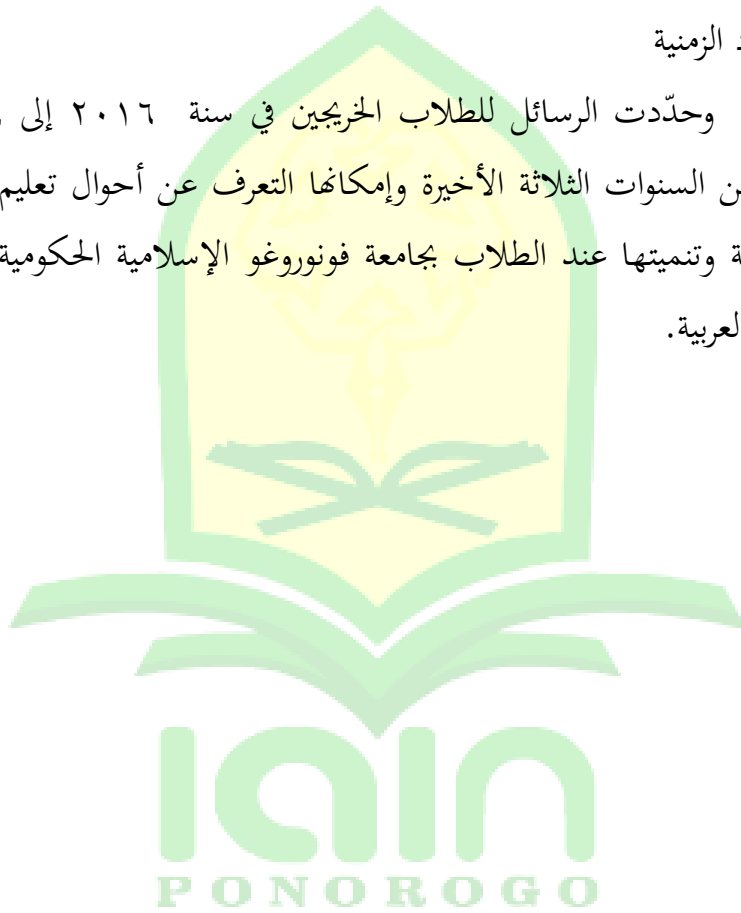 الزمنية
وحدّدت الرسائل للطلاب الخريجين في سنة ٢٠١٦ إلى
السنوات الثلاثة الأخيرة وإمكانها التعرف عن أحوال تعليم
وتنميتها عند الطلاب بجامعة فونوروغو الإسلامية الحكومية
لعربية.
IAIN
PONOROGO